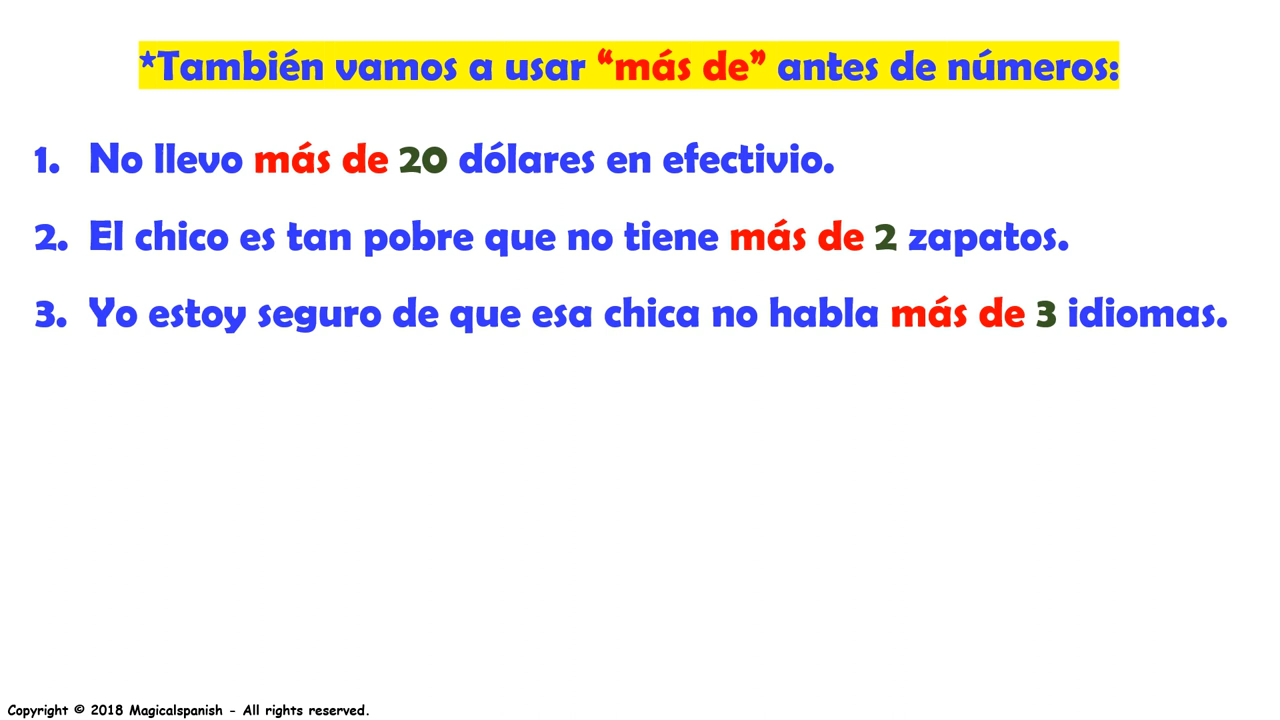 *También vamos a usar “más de” antes de números:
1. No llevo más de 20 dólares en efectivio.
2. El chico es tan pobre que no tiene más de 2 zapatos.
3. Yo estoy seguro de que esa chica no habla más de 3 idiomas.
Copyright © 2018 Magicalspanish - All rights reserved.